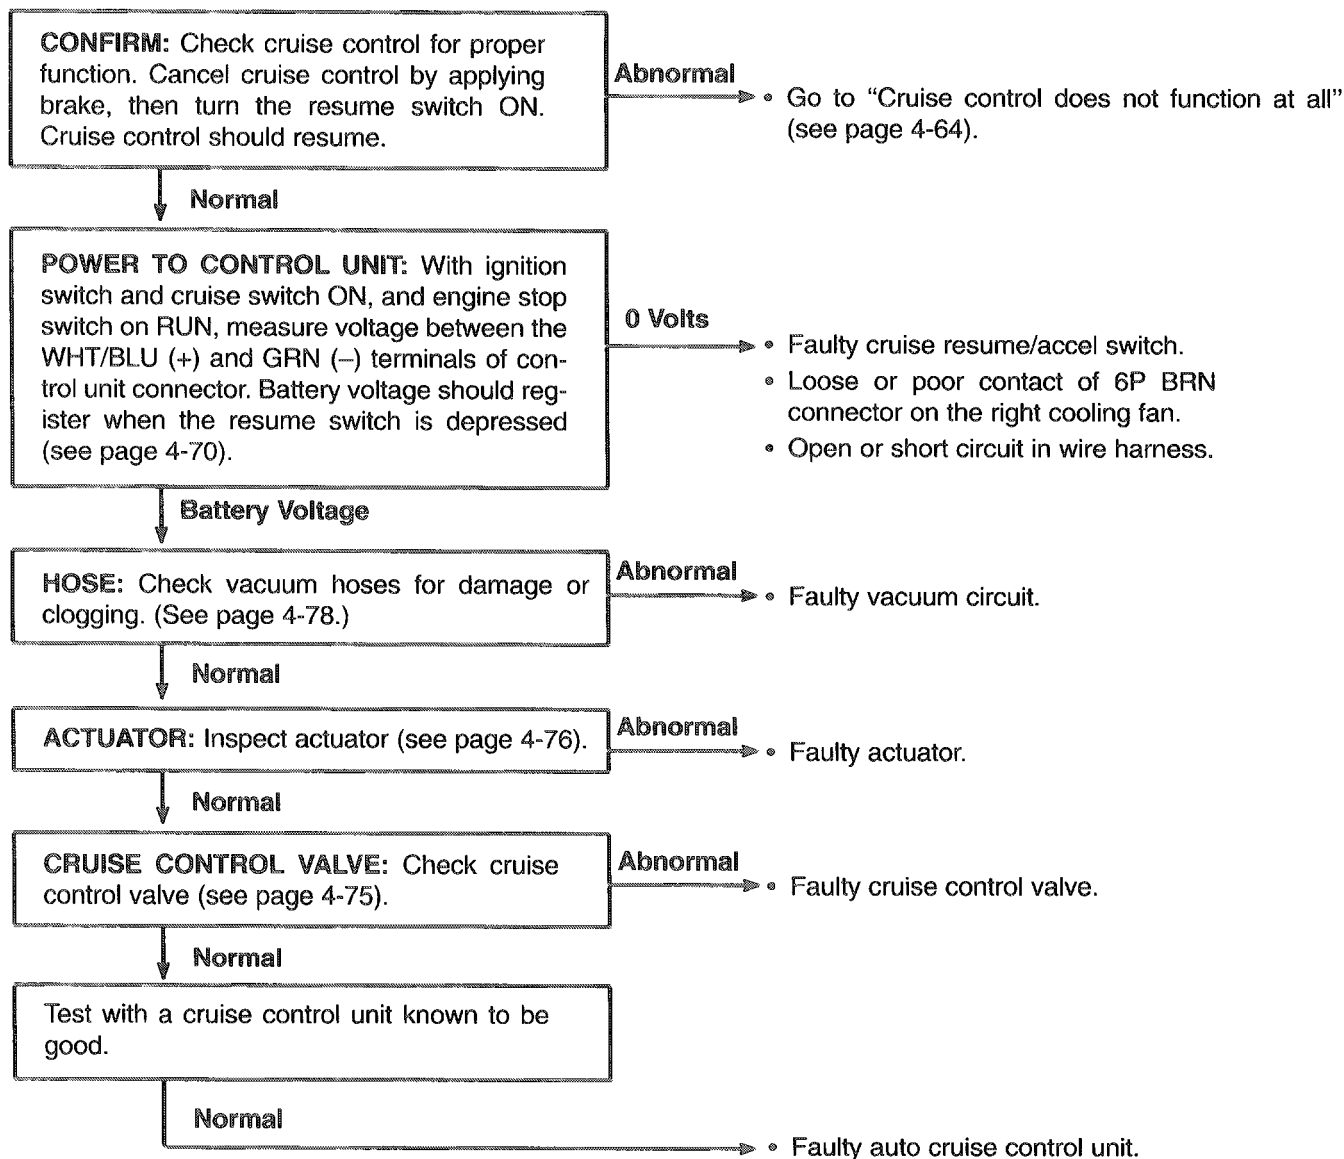 CONFIRM: Check cruise control for proper
function. Cancel cruise control by applying
brake, then turn the resume switch ON.
Cruise control should resume.
Abnormal
• Go to “Cruise control does not function at all”
(see page 4-64).
Normal
POWER TO CONTROL UNIT: With ignition
switch and cruise switch ON, and engine stop
switch on RUN, measure voltage between the
WHT/BLU (+) and GRN (–) terminals of con-
trol unit connector. Battery voltage should reg-
ister when the resume switch is depressed
(see page 4-70).
0 Volts
• Faulty cruise resume/accel switch.
• Loose or poor contact of 6P BRN
connector on the right cooling fan.
• Open or short circuit in wire harness.
Battery Voltage
HOSE: Check vacuum hoses for damage or
clogging. (See page 4-78.)
Abnormal
• Faulty vacuum circuit.
Normal
ACTUATOR: Inspect actuator (see page 4-76).
Abnormal
• Faulty actuator.
Normal
CRUISE CONTROL VALVE: Check cruise
control valve (see page 4-75).
Abnormal
• Faulty cruise control valve.
Normal
Test with a cruise control unit known to be
good.
Normal
• Faulty auto cruise control unit.